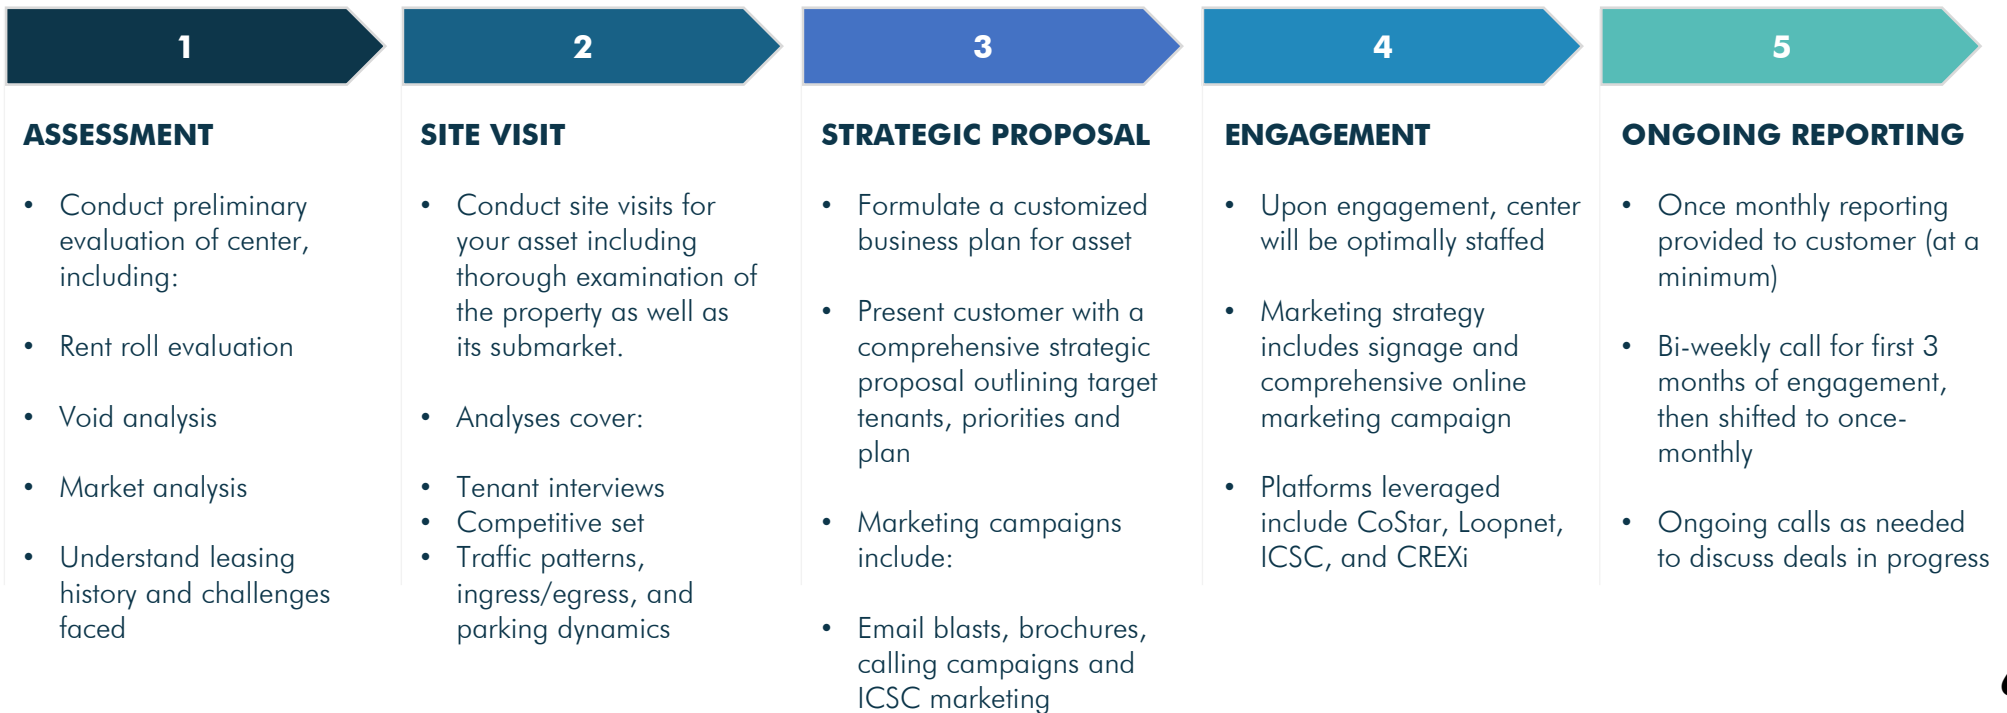 1
ASSESSMENT
• Conduct preliminary
evaluation of center,
including:
• Rent roll evaluation
• Void analysis
• Market analysis
• Understand leasing
history and challenges
faced
2
SITE VISIT
• Conduct site visits for
your asset including
thorough examination of
the property as well as
its submarket.
• Analyses cover:
• Tenant interviews
• Competitive set
• Traffic patterns,
ingress/egress, and
parking dynamics
3
STRATEGIC PROPOSAL
• Formulate a customized
business plan for asset
• Present customer with a
comprehensive strategic
proposal outlining target
tenants, priorities and
plan
• Marketing campaigns
include:
• Email blasts, brochures,
calling campaigns and
ICSC marketing
4
ENGAGEMENT
• Upon engagement, center
will be optimally staffed
• Marketing strategy
includes signage and
comprehensive online
marketing campaign
• Platforms leveraged
include CoStar, Loopnet,
ICSC, and CREXi
5
ONGOING REPORTING
• Once monthly reporting
provided to customer (at a
minimum)
• Bi-weekly call for first 3
months of engagement,
then shifted to once-
monthly
• Ongoing calls as needed
to discuss deals in progress